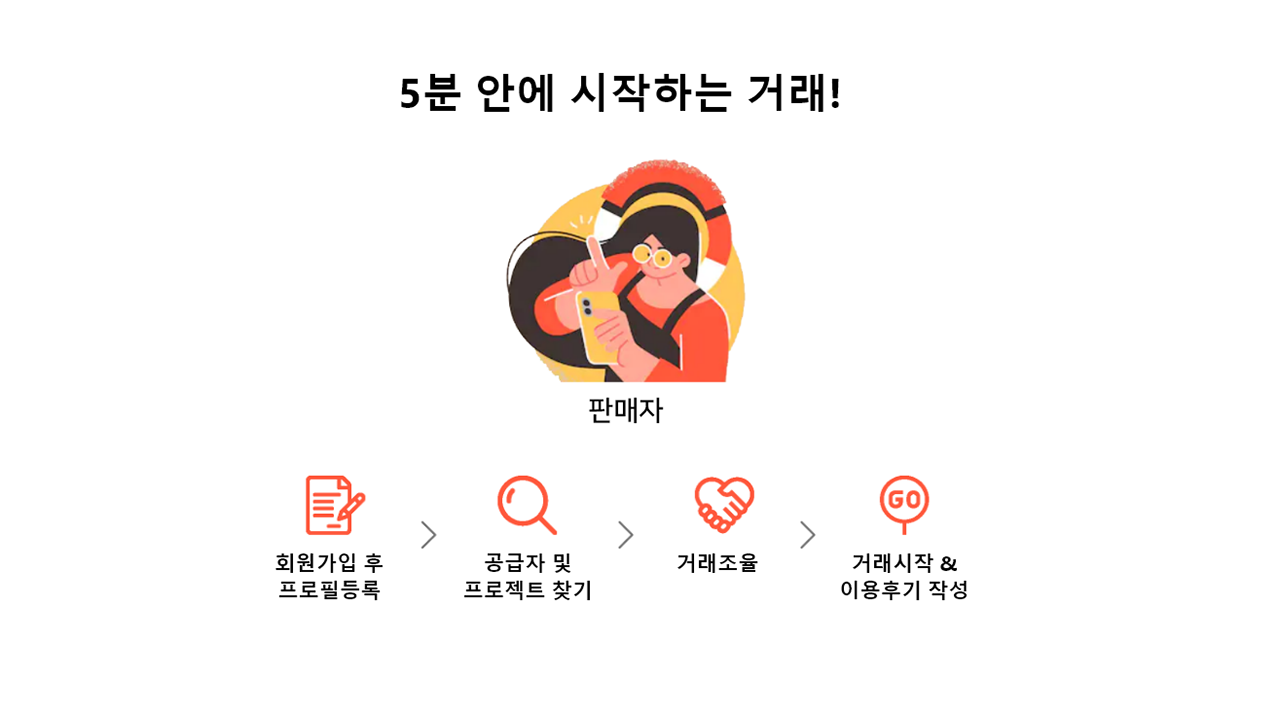 5분 안에 시작하는 거래!
판매자
GO
회원가입 후
프로필등록
공급자 및
프로젝트 찾기
거래조율
거래시작 &
이용후기 작성